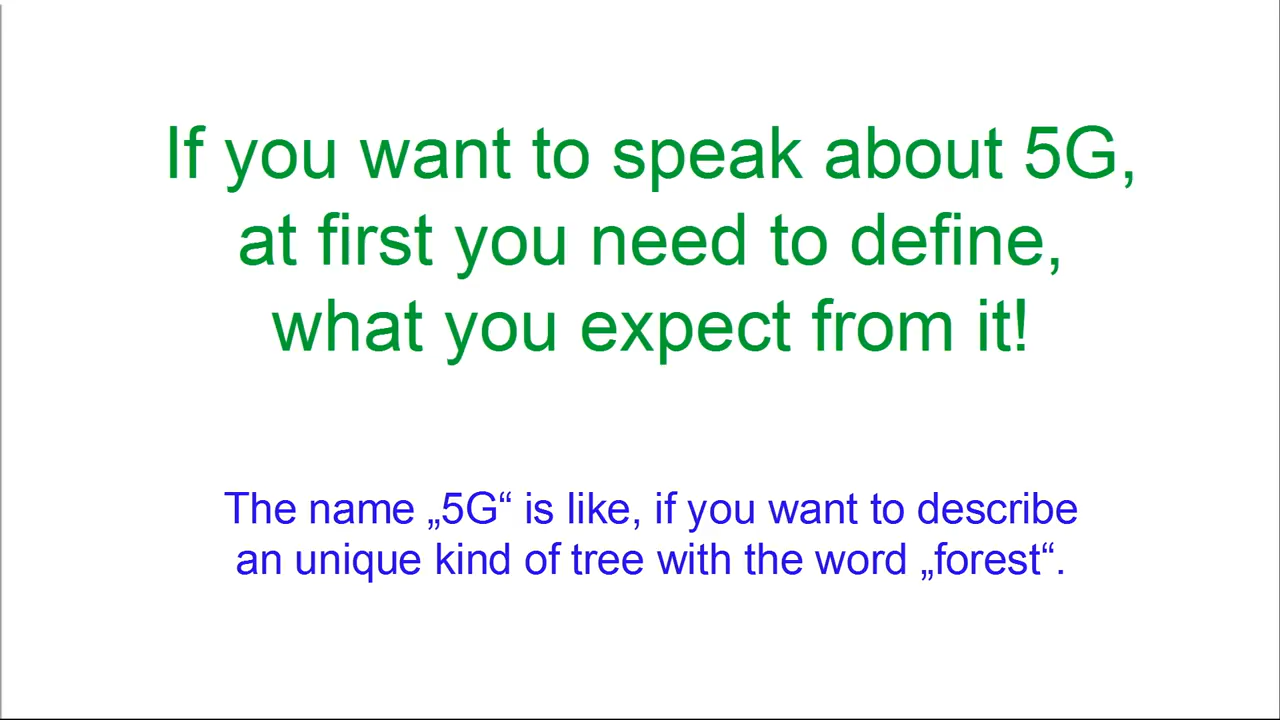 If you want to speak about 5G,
at first you need to define,
what you expect from it!
The name „5G“ is like, if you want to describe
an unique kind of tree with the word „forest“.